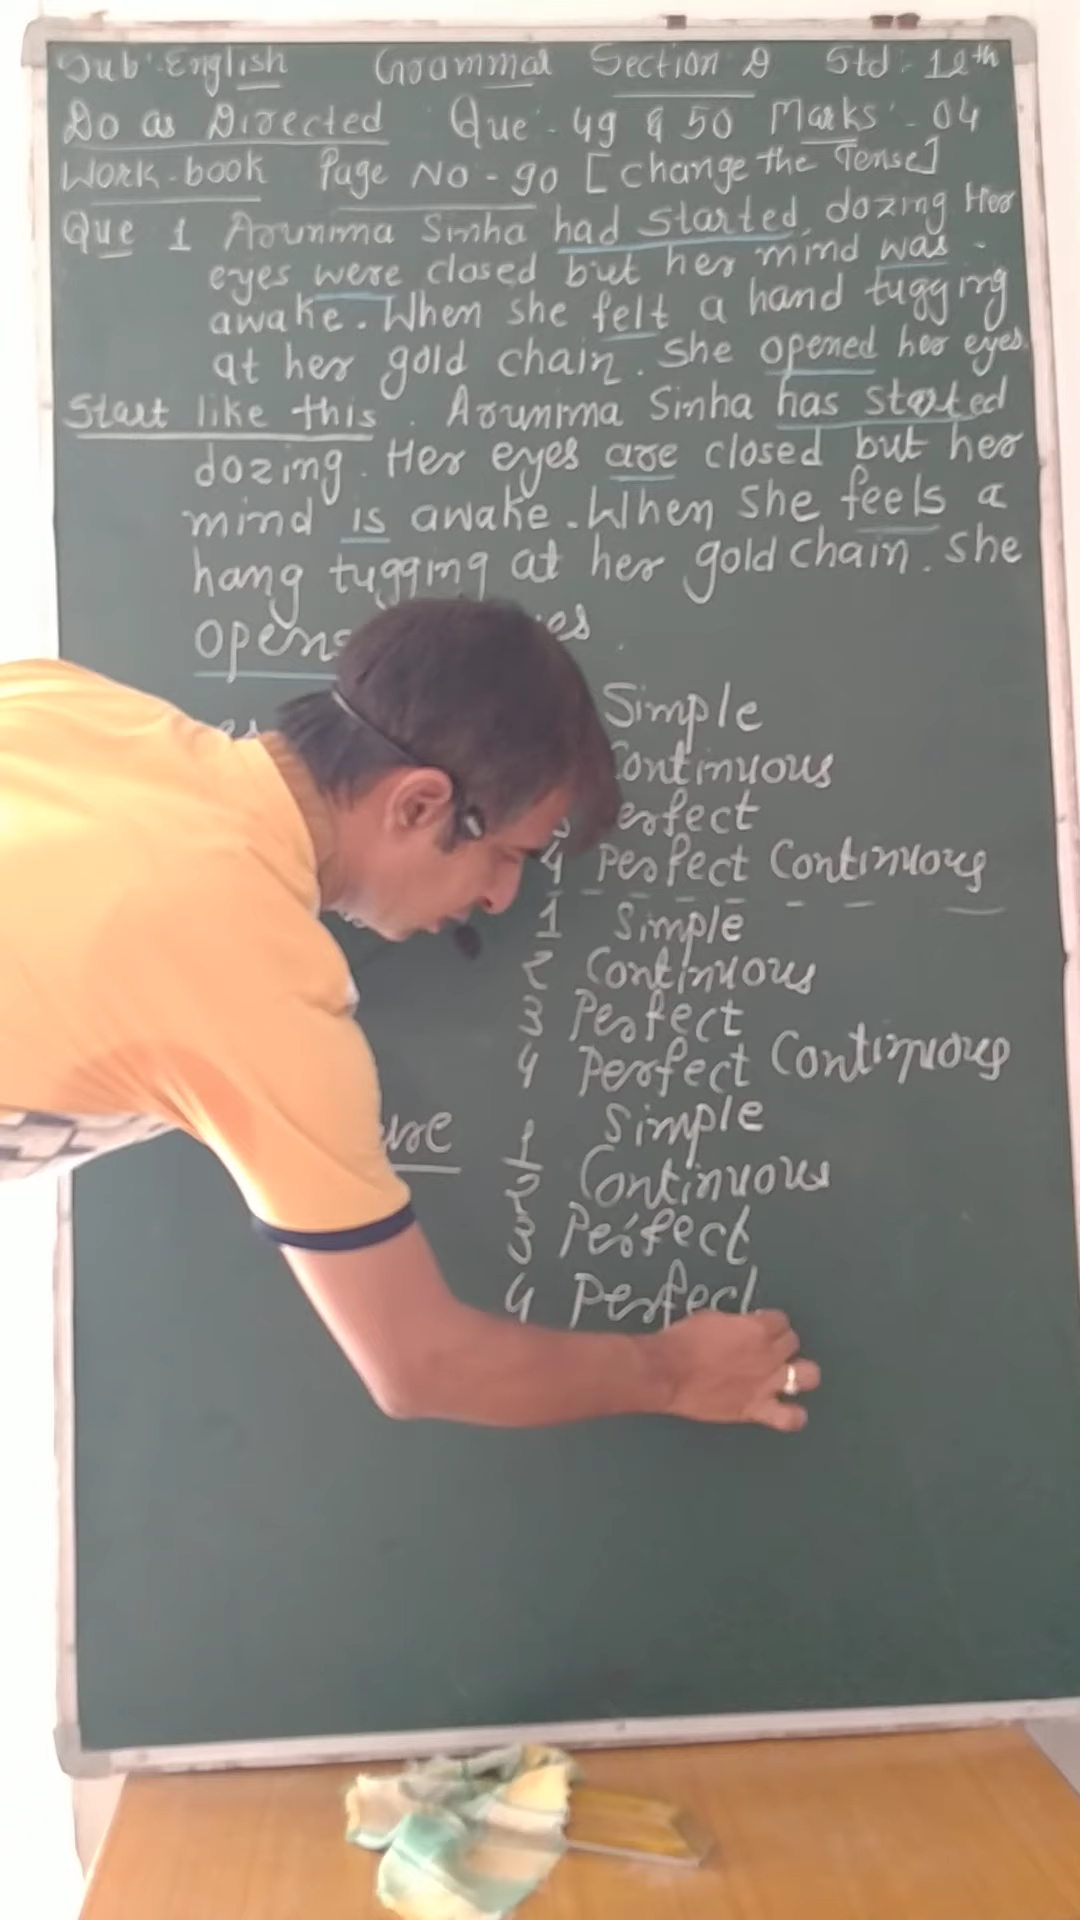 Sub: English Grammar Section D Std: 12th
Do as Directed Que - 49 & 50 Marks - 04
Work-book Page No - 90 [Change the Tense]
Que 1 Arunima Sinha had started dozing Her
eyes were closed but her mind was
awake. When she felt a hand tugging
at her gold chain. She opened her eyes.
Start like this. Arunima Sinha has started
dozing. Her eyes are closed but her
mind is awake. When She feels a
hang tugging at her gold chain. She
opens
Simple
Continuous
erfect
4 Perfect Continuous
1 Simple
2 Continuous
3 Perfect
4 Perfect Continuous
1 Simple
2 Continuous
3 Perfect
4 Perfect